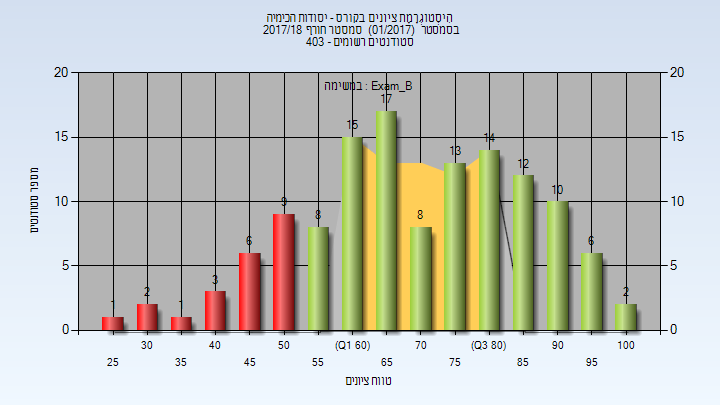 היסטוגרמת ציונים בקורס - יסודות הכימיה
בסמסטר (01/2017) סמסטר חורף 2017/18
סטודנטים רשומים - 403
במשימה : Exam_B
20 20
15 15
10 10
5 5
0 0
מספר סטודנטים
1 2 1 3 6 9 8 15 17 8 13 14 12 10 6 2
30 40 50 (Q1 60) 70 (Q3 80) 90 100
25 35 45 55 65 75 85 95
טווח ציונים